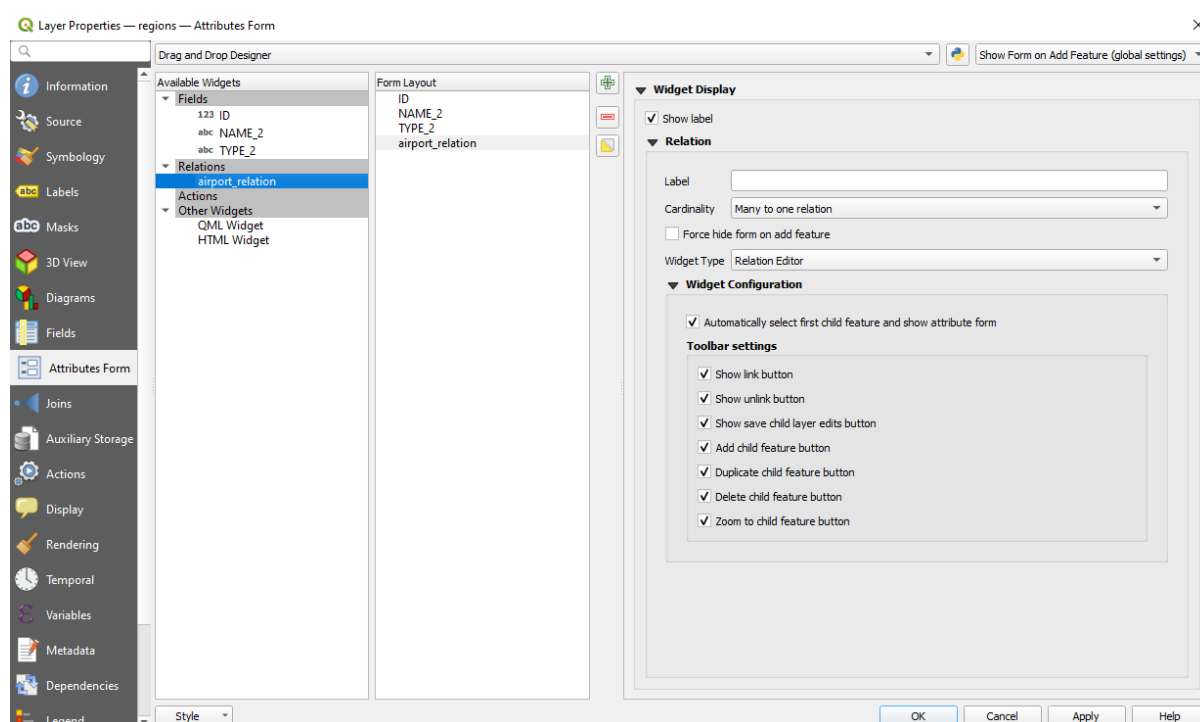 Layer Properties — regions — Attributes Form
Drag and Drop Designer
Show Form on Add Feature (global settings)
Information
Source
Symbology
abc Labels
abc Masks
3D View
Diagrams
Fields
Attributes Form
Joins
Auxiliary Storage
Actions
Display
Rendering
Temporal
Variables
Metadata
Dependencies
Legend
Available Widgets
Fields
123 ID
abc NAME_2
abc TYPE_2
Relations
airport_relation
Actions
Other Widgets
QML Widget
HTML Widget
Form Layout
ID
NAME_2
TYPE_2
airport_relation
Widget Display
Show label
Relation
Label
Cardinality Many to one relation
Force hide form on add feature
Widget Type Relation Editor
Widget Configuration
Automatically select first child feature and show attribute form
Toolbar settings
Show link button
Show unlink button
Show save child layer edits button
Add child feature button
Duplicate child feature button
Delete child feature button
Zoom to child feature button
Style
OK Cancel Apply Help